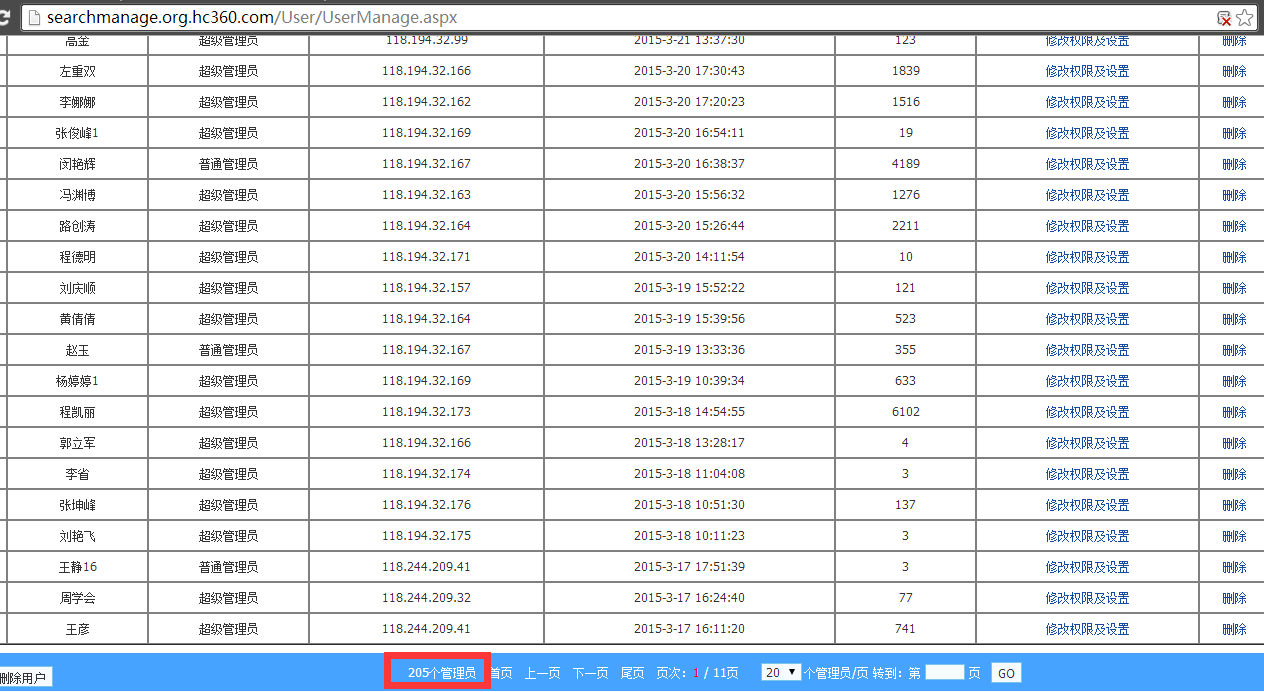 searchmanage.org.hc360.com/User/UserManage.aspx
高金 超级管理员 118.194.32.99 2015-3-21 13:37:30 123 修改权限及设置 删除
左重双 超级管理员 118.194.32.166 2015-3-20 17:30:43 1839 修改权限及设置 删除
李娜娜 超级管理员 118.194.32.162 2015-3-20 17:20:23 1516 修改权限及设置 删除
张俊峰1 超级管理员 118.194.32.169 2015-3-20 16:54:11 19 修改权限及设置 删除
闵艳辉 普通管理员 118.194.32.167 2015-3-20 16:38:37 4189 修改权限及设置 删除
冯渊博 超级管理员 118.194.32.163 2015-3-20 15:56:32 1276 修改权限及设置 删除
路创涛 超级管理员 118.194.32.164 2015-3-20 15:26:44 2211 修改权限及设置 删除
程德明 超级管理员 118.194.32.171 2015-3-20 14:11:54 10 修改权限及设置 删除
刘庆顺 超级管理员 118.194.32.157 2015-3-19 15:52:22 121 修改权限及设置 删除
黄倩倩 超级管理员 118.194.32.164 2015-3-19 15:39:56 523 修改权限及设置 删除
赵玉 普通管理员 118.194.32.167 2015-3-19 13:33:36 355 修改权限及设置 删除
杨婷婷1 超级管理员 118.194.32.169 2015-3-19 10:39:34 633 修改权限及设置 删除
程凯丽 超级管理员 118.194.32.173 2015-3-18 14:54:55 6102 修改权限及设置 删除
郭立军 超级管理员 118.194.32.166 2015-3-18 13:28:17 4 修改权限及设置 删除
李省 超级管理员 118.194.32.174 2015-3-18 11:04:08 3 修改权限及设置 删除
张坤峰 超级管理员 118.194.32.176 2015-3-18 10:51:30 137 修改权限及设置 删除
刘艳飞 超级管理员 118.194.32.175 2015-3-18 10:11:23 3 修改权限及设置 删除
王静16 普通管理员 118.244.209.41 2015-3-17 17:51:39 3 修改权限及设置 删除
周学会 超级管理员 118.244.209.32 2015-3-17 16:24:40 77 修改权限及设置 删除
王彦 超级管理员 118.244.209.41 2015-3-17 16:11:20 741 修改权限及设置 删除
删除用户 205个管理员 首页 上一页 下一页 尾页 页次：1 / 11页 20 个管理员/页 转到：第 页 GO